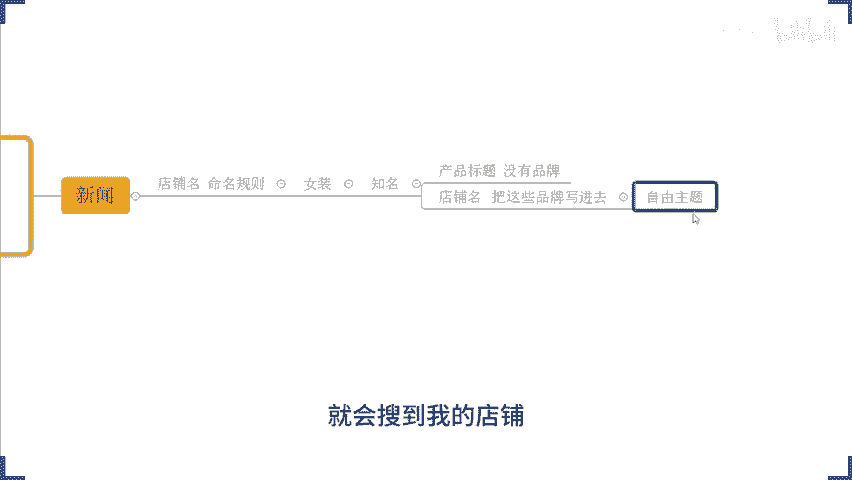 新闻
店铺名 命名规则
女装
知名
产品标题 没有品牌
店铺名 把这些品牌写进去
自由主题
就会搜到我的店铺